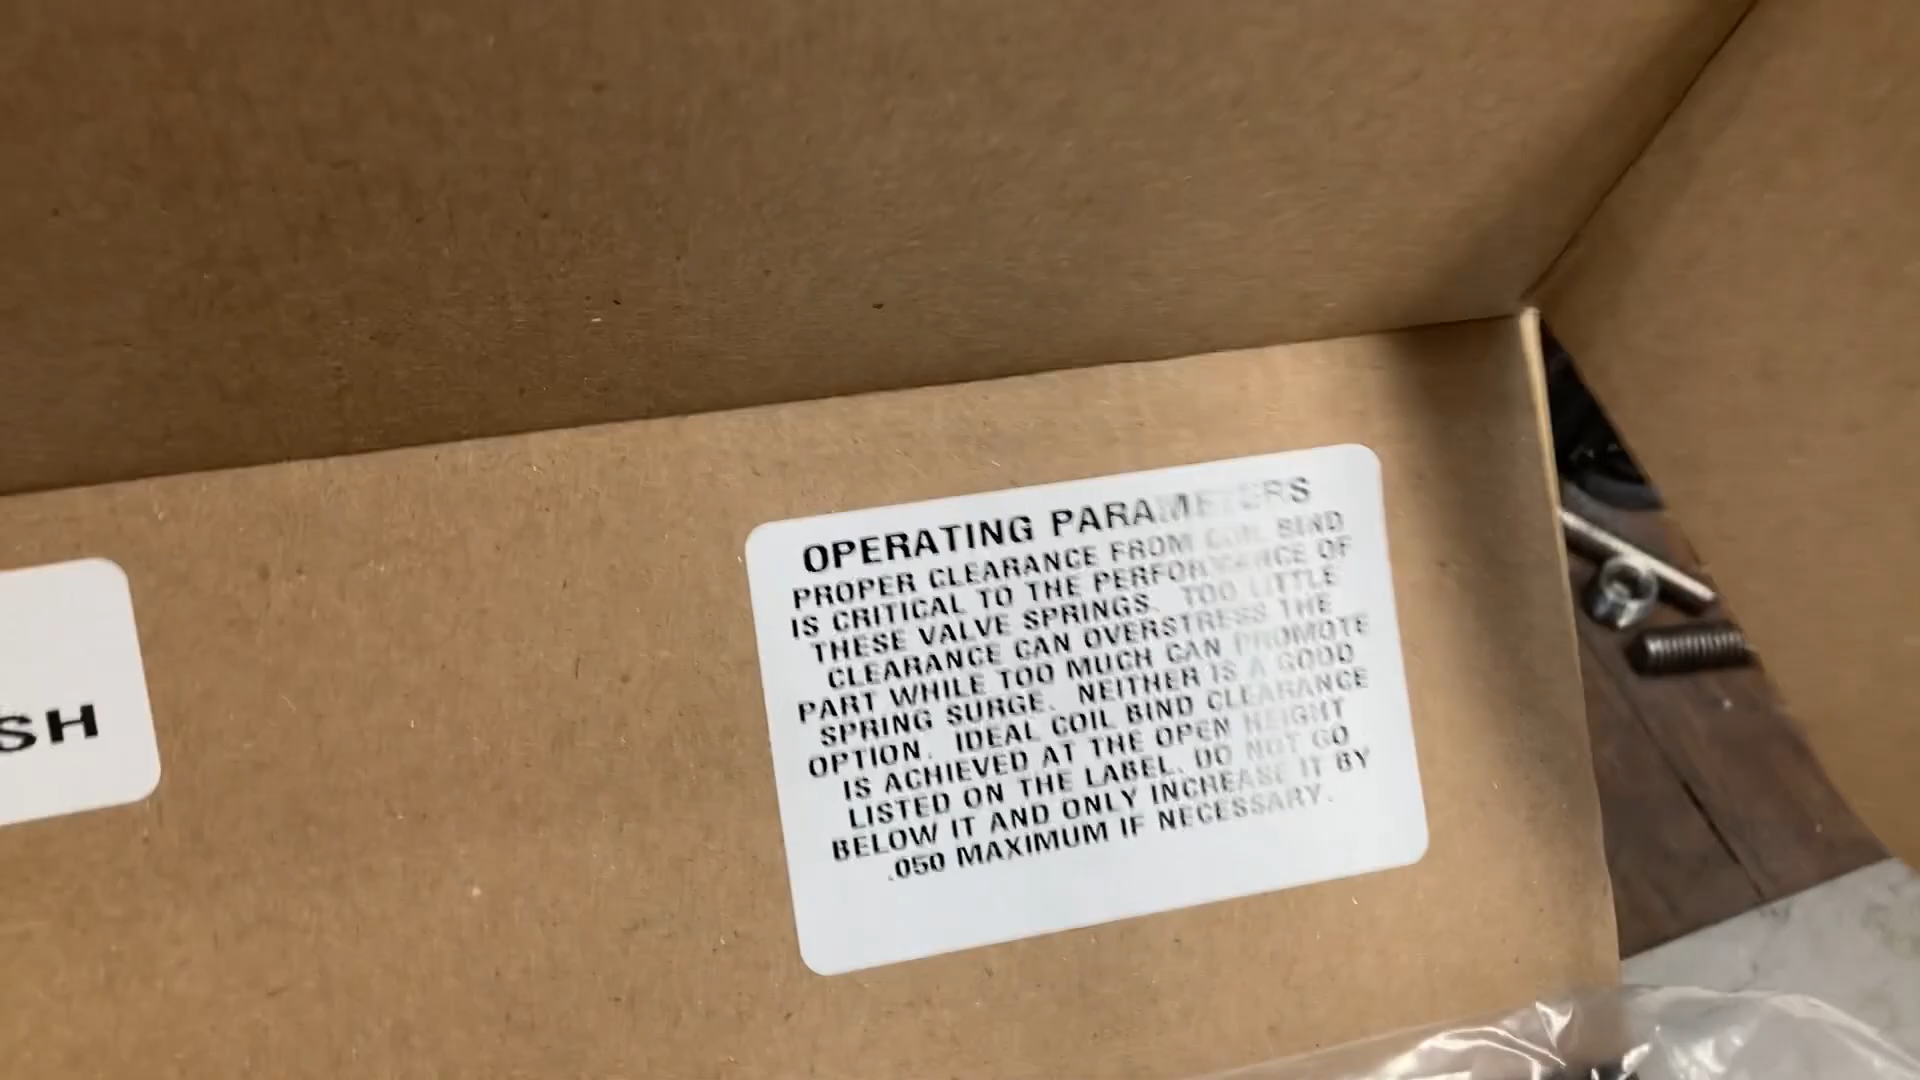 OPERATING PARAMETERS
PROPER CLEARANCE FROM COIL BIND
IS CRITICAL TO THE PERFORMANCE OF
THESE VALVE SPRINGS. TOO LITTLE
CLEARANCE CAN OVERSTRESS THE
PART WHILE TOO MUCH CAN PROMOTE
SPRING SURGE. NEITHER IS A GOOD
OPTION. IDEAL COIL BIND CLEARANCE
IS ACHIEVED AT THE OPEN HEIGHT
LISTED ON THE LABEL. DO NOT GO
BELOW IT AND ONLY INCREASE IT BY
.050 MAXIMUM IF NECESSARY.
SH